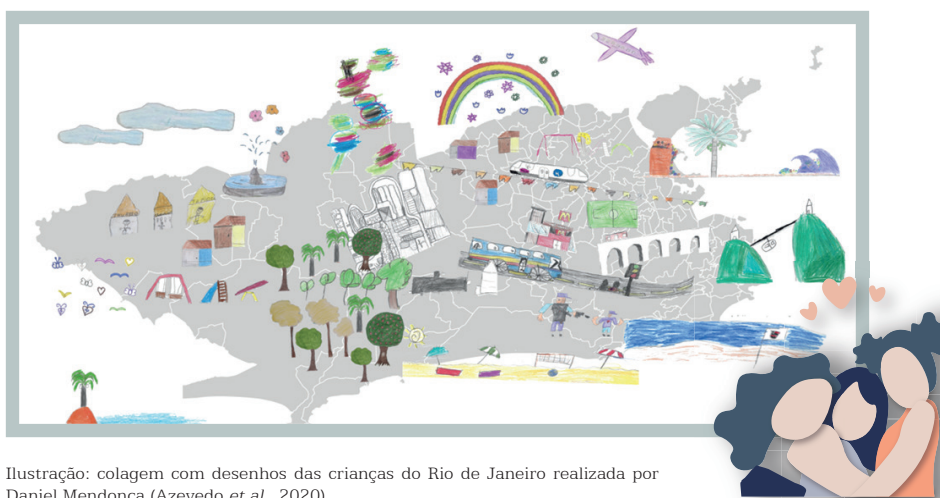 Ilustração: colagem com desenhos das crianças do Rio de Janeiro realizada por
Daniel Mendonça (Azevedo et al., 2020)